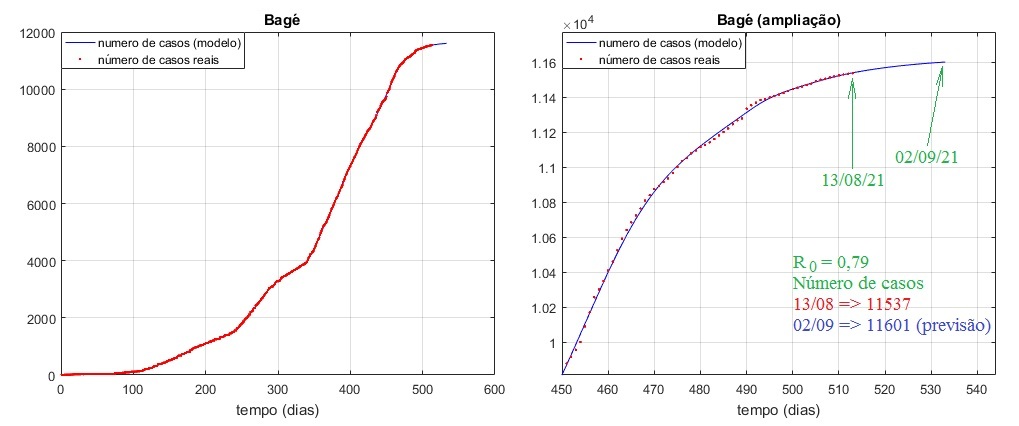 Bagé
numero de casos (modelo)
número de casos reais
12000
10000
8000
6000
4000
2000
0
0 100 200 300 400 500 600
tempo (dias)
Bagé (ampliação)
×10⁴
numero de casos (modelo)
número de casos reais
1.16
1.14
1.12
1.1
1.08
1.06
1.04
1.02
1
02/09/21
13/08/21
R₀ = 0,79
Número de casos
13/08 => 11537
02/09 => 11601 (previsão)
450 460 470 480 490 500 510 520 530 540
tempo (dias)